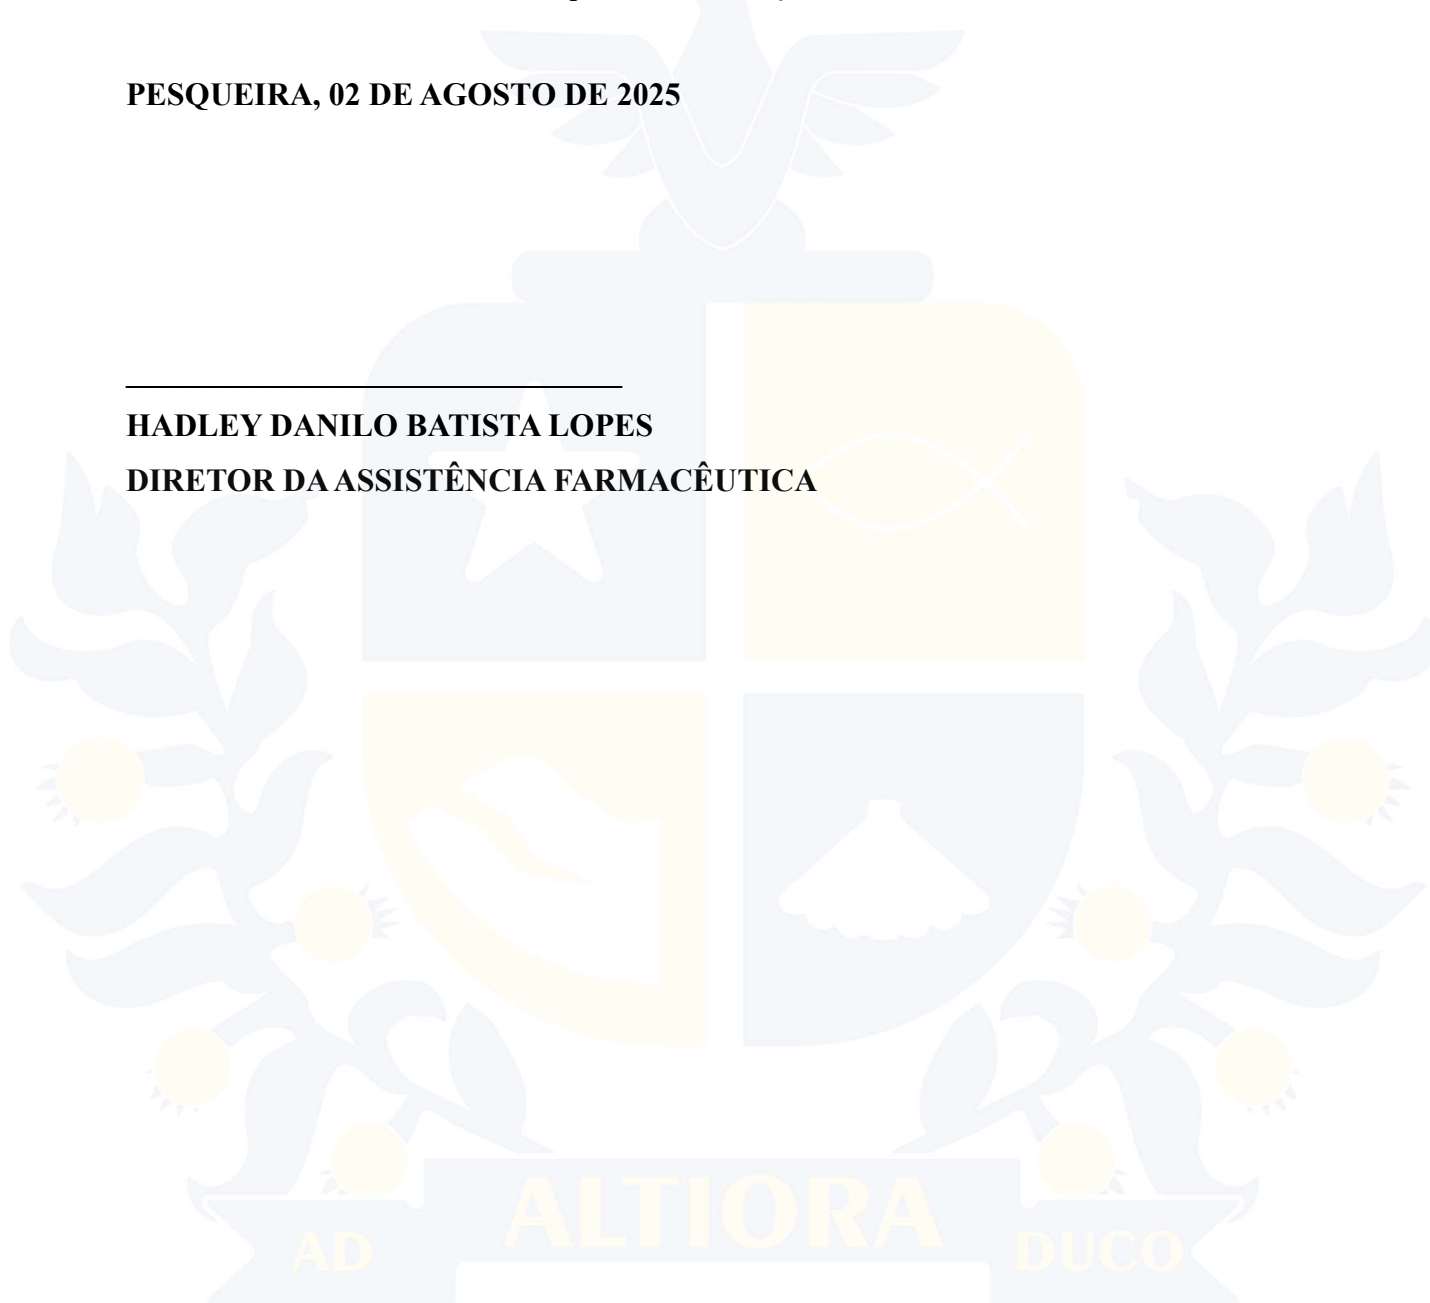 PESQUEIRA, 02 DE AGOSTO DE 2025
HADLEY DANILO BATISTA LOPES
DIRETOR DA ASSISTÊNCIA FARMACÊUTICA
AD ALTIORA DUCO